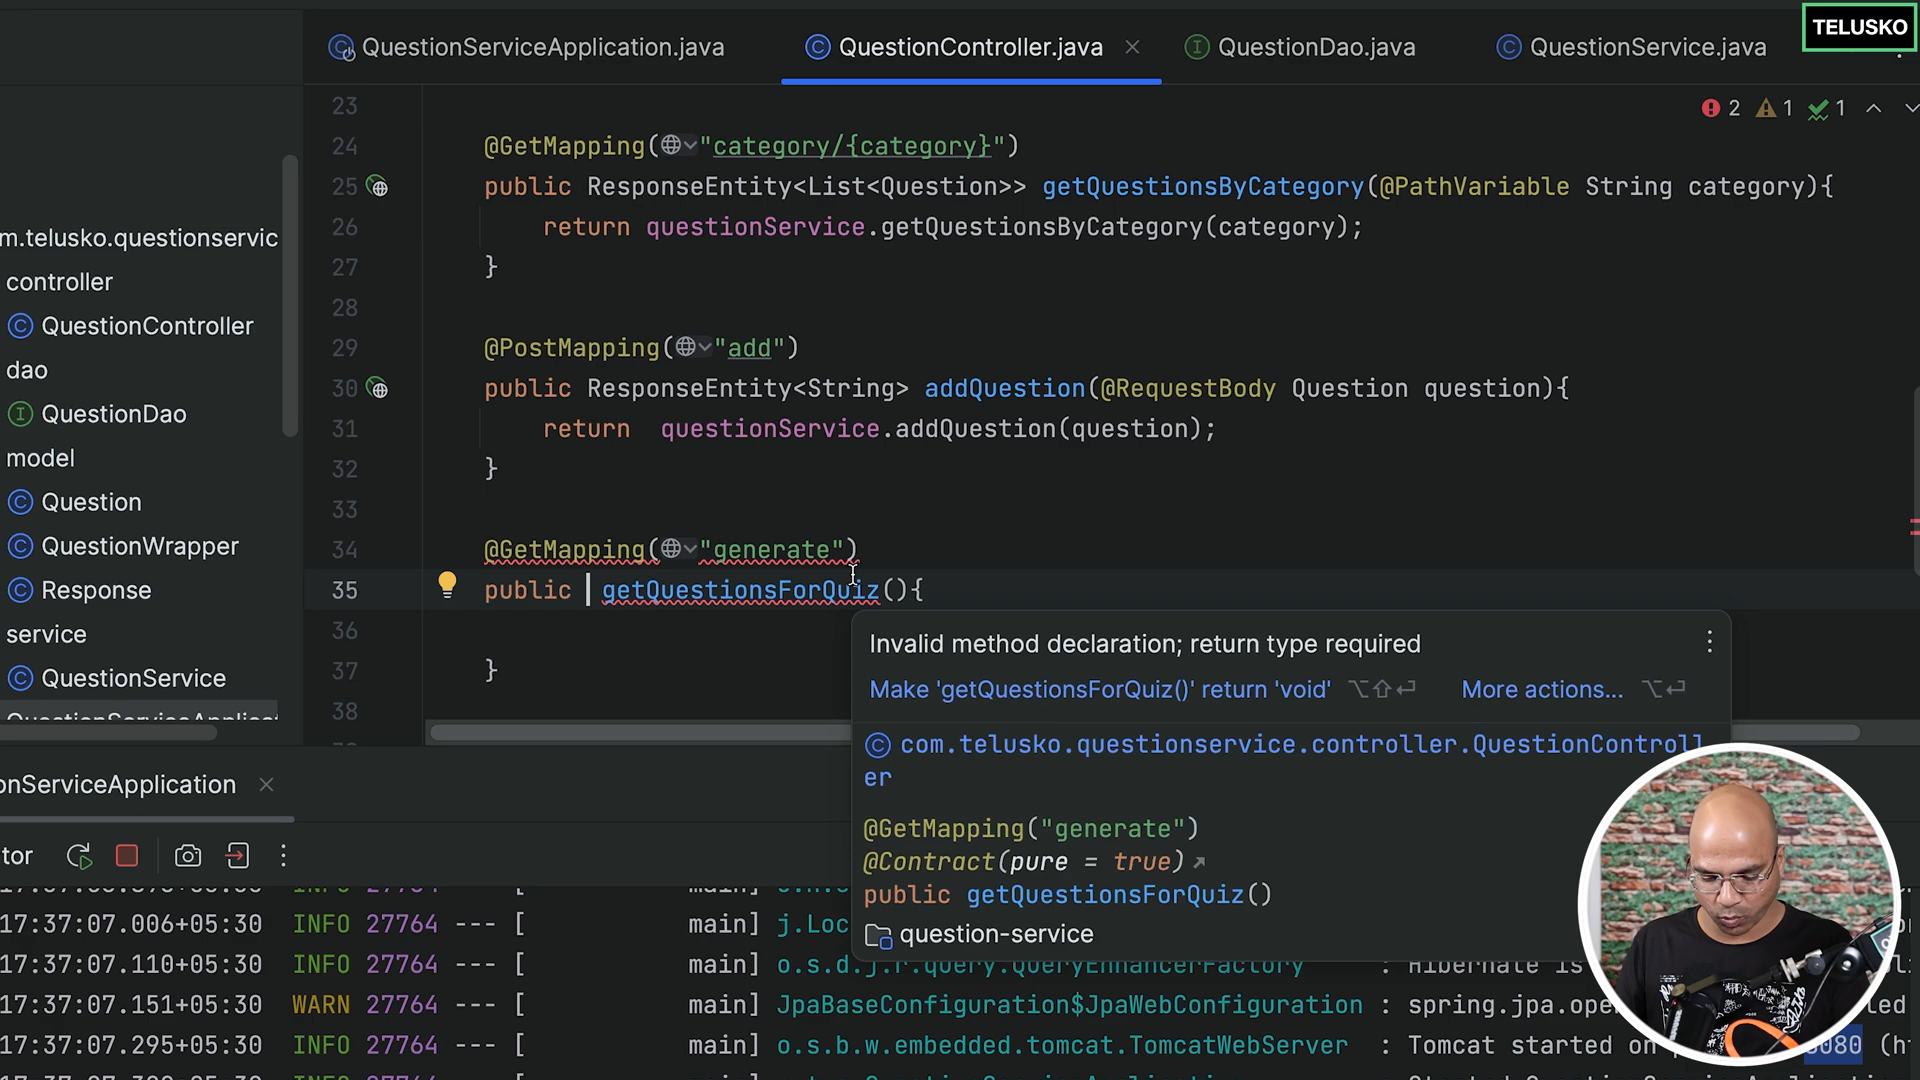 TELUSKO
QuestionServiceApplication.java
QuestionController.java
QuestionDao.java
QuestionService.java
2 1 1
23
24 @GetMapping("category/{category}")
25 public ResponseEntity<List<Question>> getQuestionsByCategory(@PathVariable String category){
26 return questionService.getQuestionsByCategory(category);
27 }
28
29 @PostMapping("add")
30 public ResponseEntity<String> addQuestion(@RequestBody Question question){
31 return questionService.addQuestion(question);
32 }
33
34 @GetMapping("generate")
35 public getQuestionsForQuiz(){
36
37 }
38
m.telusko.questionservic
controller
QuestionController
dao
QuestionDao
model
Question
QuestionWrapper
Response
service
QuestionService
Invalid method declaration; return type required
Make 'getQuestionsForQuiz()' return 'void' ⌥⇧⏎ More actions... ⌥⏎
com.telusko.questionservice.controller.QuestionControll
er
@GetMapping("generate")
@Contract(pure = true)
public getQuestionsForQuiz()
question-service
onServiceApplication
tor
17:37:07.006+05:30 INFO 27764 --- [ main] j.Loc
17:37:07.110+05:30 INFO 27764 --- [ main] o.s.d.j.r.query.QueryEnhancerFactory : Hibernate is
17:37:07.151+05:30 WARN 27764 --- [ main] JpaBaseConfiguration$JpaWebConfiguration : spring.jpa.ope
17:37:07.295+05:30 INFO 27764 --- [ main] o.s.b.w.embedded.tomcat.TomcatWebServer : Tomcat started on 8080 (ht